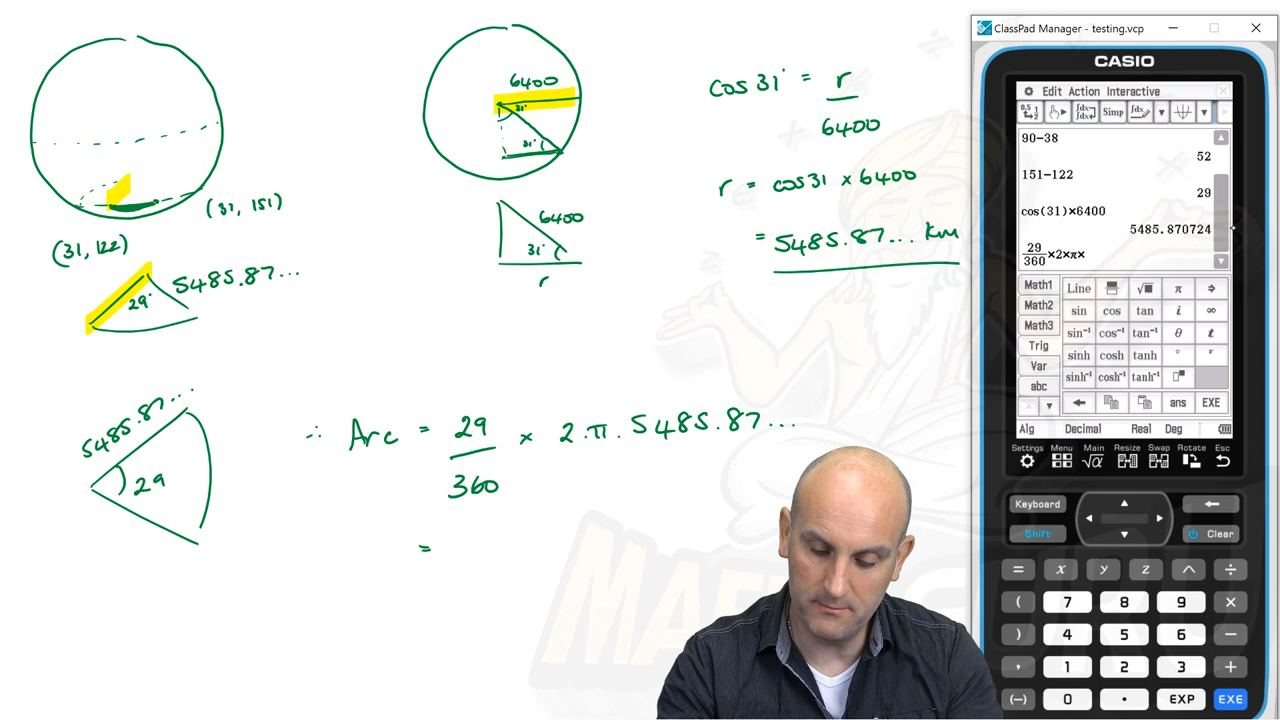 6400
31°
31°
cos 31° = r / 6400
r = cos31 x 6400
= 5485.87... km
(31, 151)
(31, 122)
6400
31°
r
5485.87...
29°
5485.87...
29
∴ Arc = 29 / 360 x 2.π. 5485.87...
=
ClassPad Manager - testing.vcp
CASIO
Edit Action Interactive
Simp
90-38
52
151-122
29
cos(31)×6400
5485.870724
29/360×2×π×
Math1 Line √■ π ⇒
Math2 sin cos tan i ∞
Math3 sin⁻¹ cos⁻¹ tan⁻¹ θ t
Trig sinh cosh tanh ° r
Var sinh⁻¹ cosh⁻¹ tanh⁻¹
abc
ans EXE
Alg Decimal Real Deg
Settings Menu Main Resize Swap Rotate Esc
Keyboard
Shift Clear
= x y z ^ ÷
( 7 8 9 ×
) 4 5 6 −
, 1 2 3 +
(−) 0 . EXP EXE